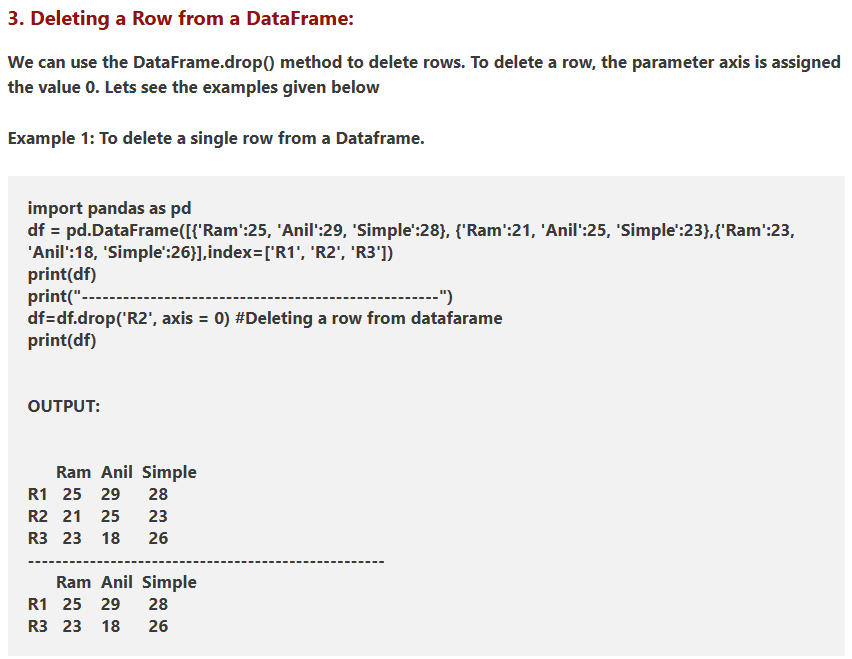 3. Deleting a Row from a DataFrame:
We can use the DataFrame.drop() method to delete rows. To delete a row, the parameter axis is assigned
the value 0. Lets see the examples given below
Example 1: To delete a single row from a Dataframe.
import pandas as pd
df = pd.DataFrame([{'Ram':25, 'Anil':29, 'Simple':28}, {'Ram':21, 'Anil':25, 'Simple':23},{'Ram':23,
'Anil':18, 'Simple':26}],index=['R1', 'R2', 'R3'])
print(df)
print("----------------------------------------------------")
df=df.drop('R2', axis = 0) #Deleting a row from datafarame
print(df)
OUTPUT:
Ram Anil Simple
R1 25 29 28
R2 21 25 23
R3 23 18 26
----------------------------------------------------
Ram Anil Simple
R1 25 29 28
R3 23 18 26